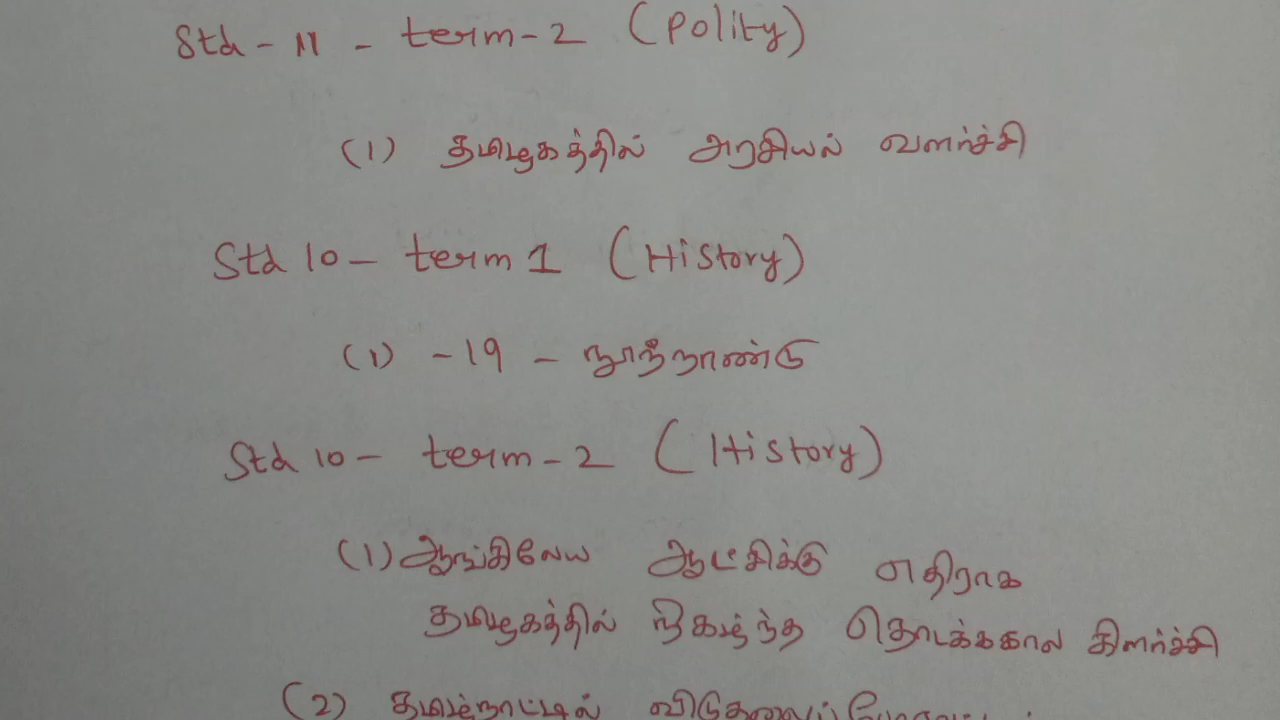 Std - 11 - term - 2 (Polity)
(1) தமிழகத்தில் அரசியல் வளர்ச்சி
Std 10 - term 1 (History)
(1) - 19 - நூற்றாண்டு
Std 10 - term - 2 (History)
(1) ஆங்கிலேய ஆட்சிக்கு எதிராக
தமிழகத்தில் நிகழ்ந்த தொடக்ககால கிளர்ச்சி
(2) தமிழ்நாட்டில்